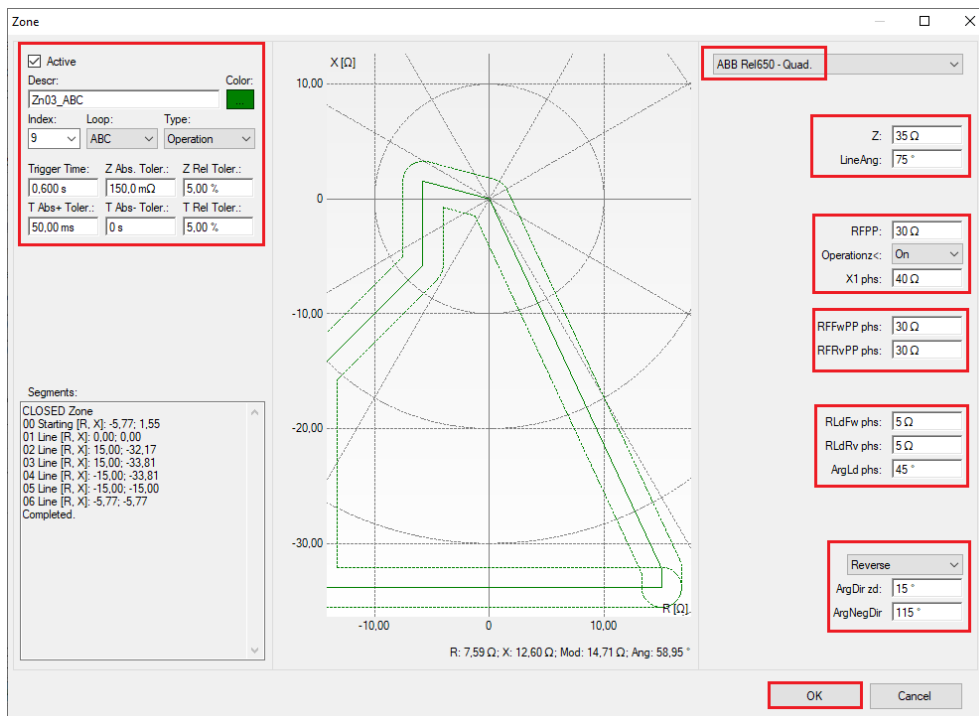 Zone
Active
Descr:
Color:
Zn03_ABC
...
Index:
Loop:
Type:
9
ABC
Operation
Trigger Time:
Z Abs. Toler.:
Z Rel Toler.:
0,600 s
150,0 mΩ
5,00 %
T Abs+ Toler.:
T Abs- Toler.:
T Rel Toler.:
50,00 ms
0 s
5,00 %
Segments:
CLOSED Zone
00 Starting [R, X]: -5,77; 1,55
01 Line [R, X]: 0,00; 0,00
02 Line [R, X]: 15,00; -32,17
03 Line [R, X]: 15,00; -33,81
04 Line [R, X]: -15,00; -33,81
05 Line [R, X]: -15,00; -15,00
06 Line [R, X]: -5,77; -5,77
Completed.
X [Ω]
10,00
0
-10,00
-20,00
-30,00
R [Ω]
-10,00
0
10,00
R: 7,59 Ω; X: 12,60 Ω; Mod: 14,71 Ω; Ang: 58,95 °
ABB Rel650 - Quad.
Z: 35 Ω
LineAng: 75 °
RFPP: 30 Ω
Operationz<: On
X1 phs: 40 Ω
RFFwPP phs: 30 Ω
RFRvPP phs: 30 Ω
RLdFw phs: 5 Ω
RLdRv phs: 5 Ω
ArgLd phs: 45 °
Reverse
ArgDir zd: 15 °
ArgNegDir 115 °
OK
Cancel